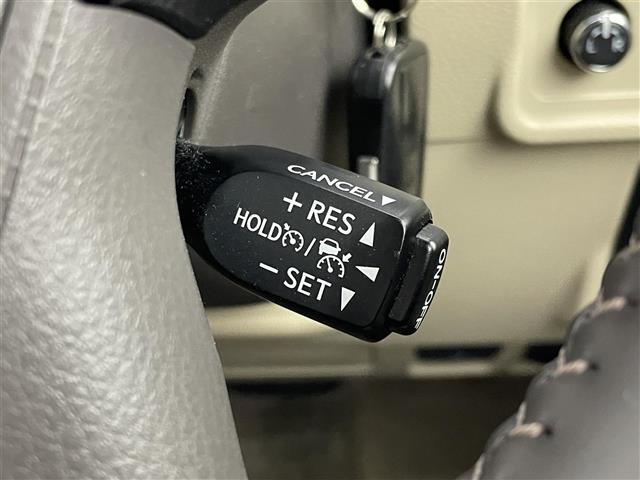 CANCEL▼
+ RES ▲
HOLD /
− SET ▼
ON-OFF
L R